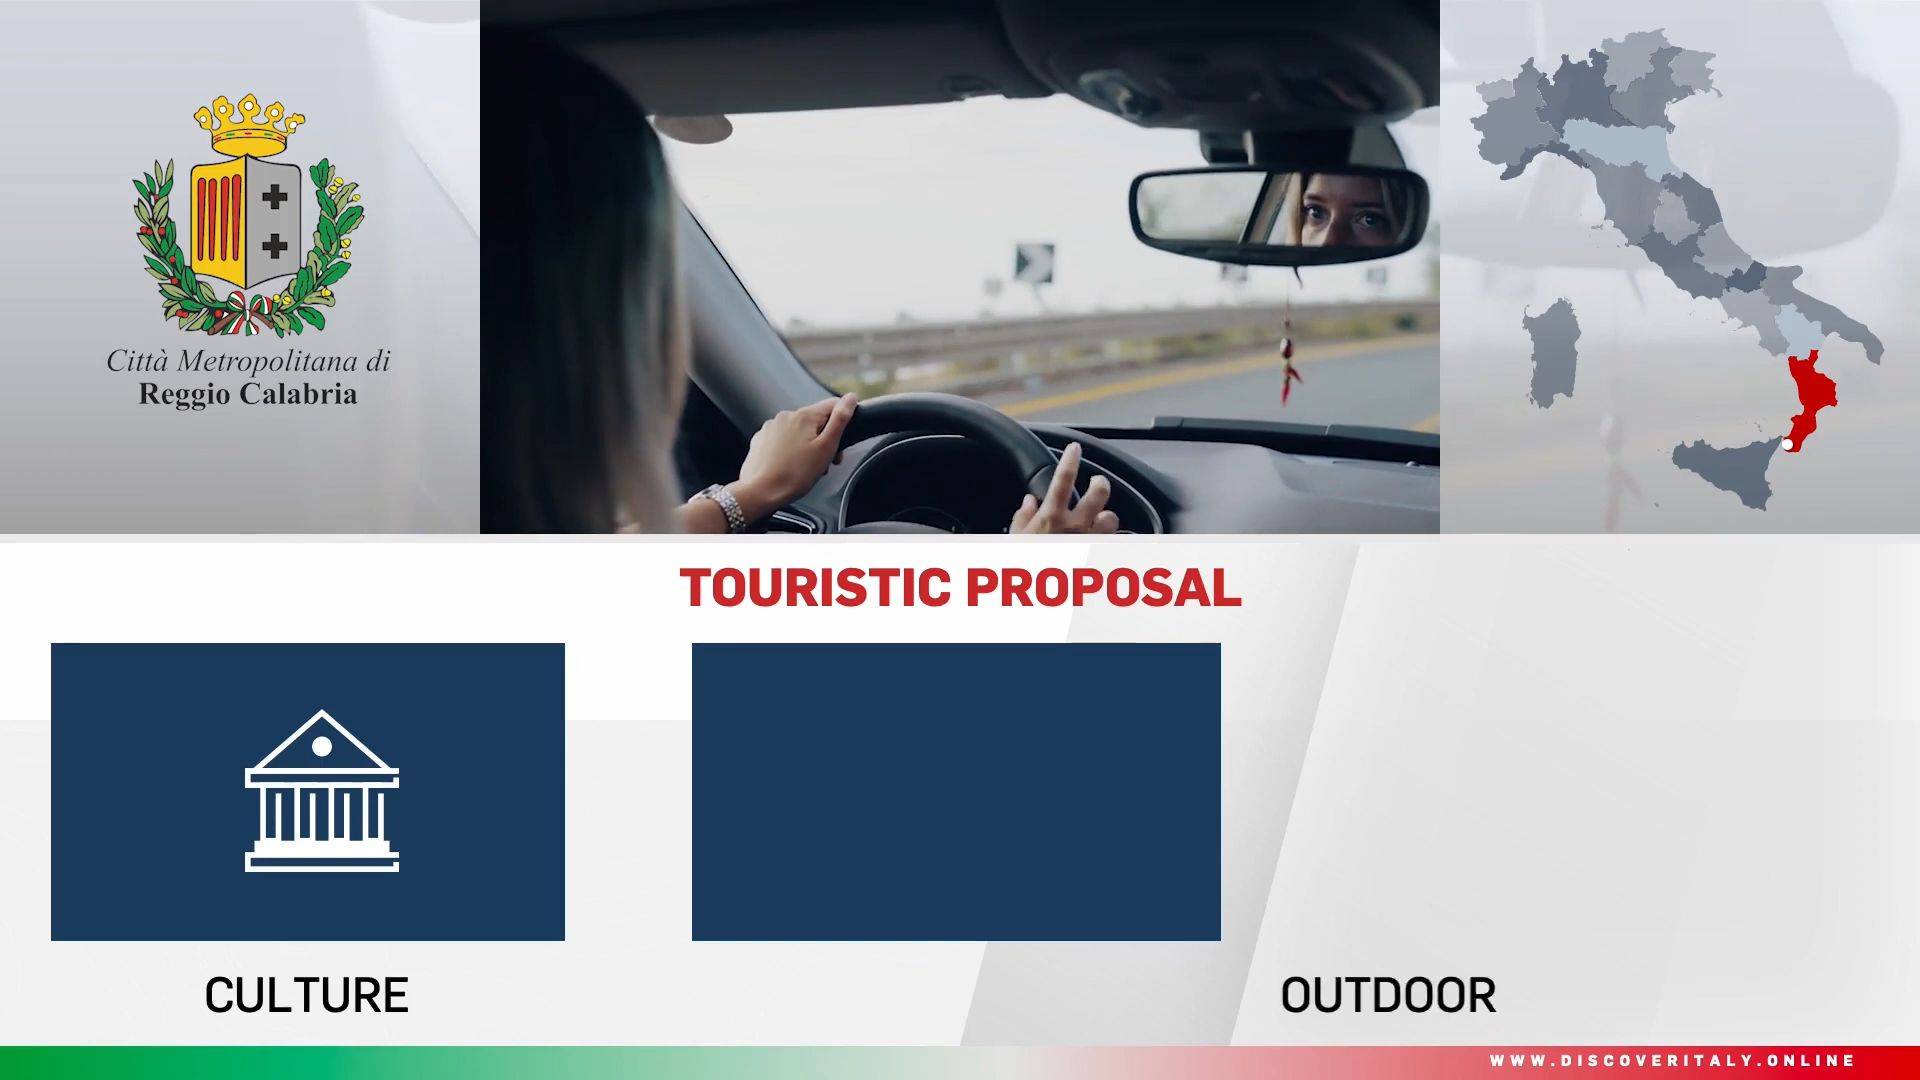 Città Metropolitana di
Reggio Calabria
TOURISTIC PROPOSAL
CULTURE
OUTDOOR
WWW.DISCOVERITALY.ONLINE